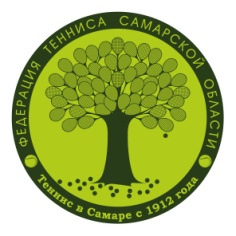 ФЕДЕРАЦИЯ ТЕННИСА САМАРСКОЙ ОБЛАСТИ
Теннис в Самаре с 1912 года